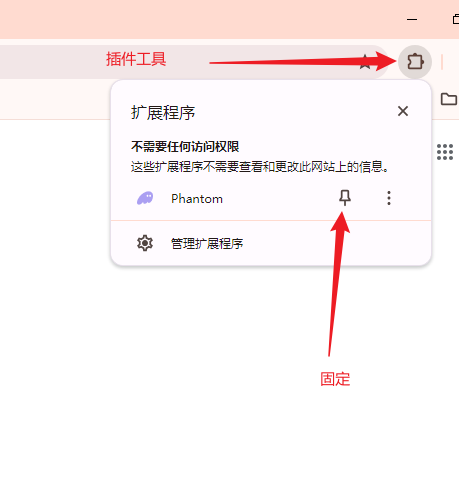 插件工具
扩展程序
不需要任何访问权限
这些扩展程序不需要查看和更改此网站上的信息。
Phantom
管理扩展程序
固定